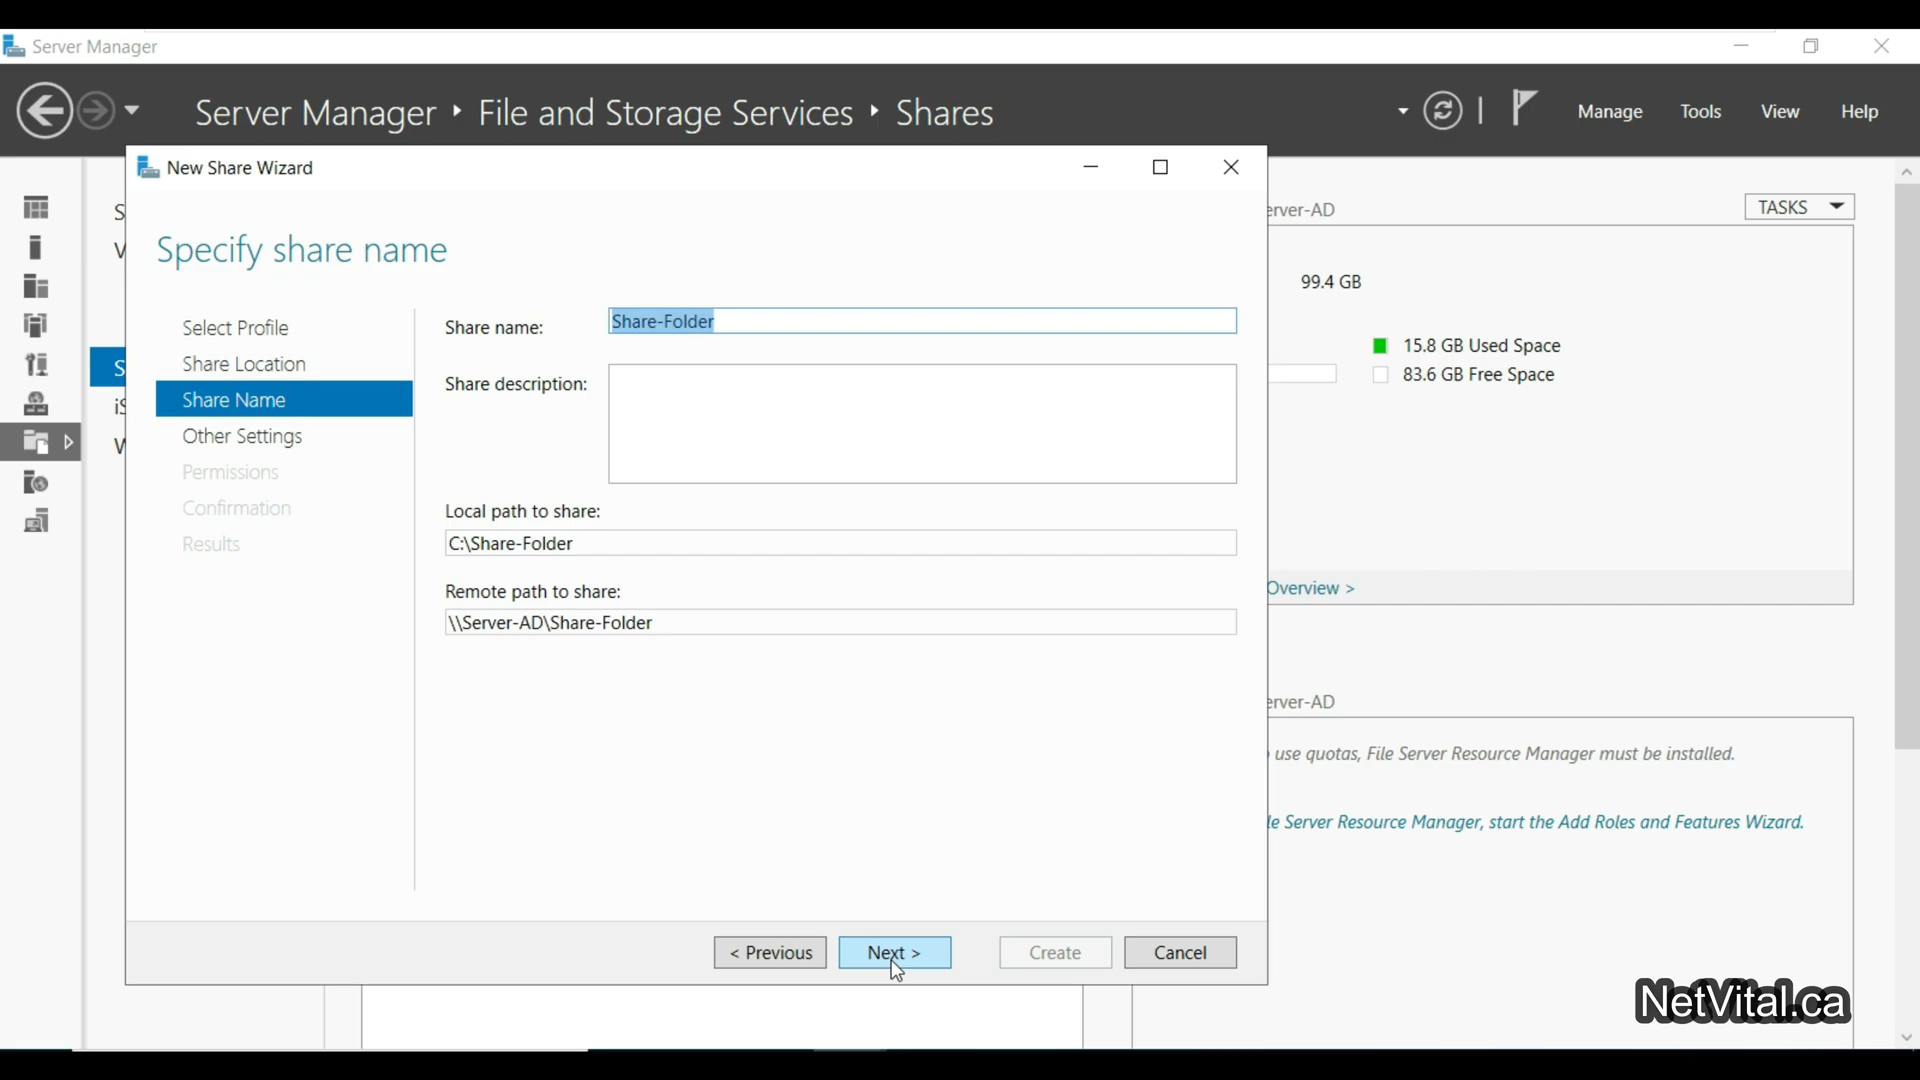 Server Manager
Server Manager ‣ File and Storage Services ‣ Shares
Manage Tools View Help
New Share Wizard
Specify share name
Select Profile
Share Location
Share Name
Other Settings
Permissions
Confirmation
Results
Share name:
Share-Folder
Share description:
Local path to share:
C:\Share-Folder
Remote path to share:
\\Server-AD\Share-Folder
< Previous
Next >
Create
Cancel
erver-AD
TASKS
99.4 GB
15.8 GB Used Space
83.6 GB Free Space
Overview >
erver-AD
use quotas, File Server Resource Manager must be installed.
le Server Resource Manager, start the Add Roles and Features Wizard.
NetVital.ca